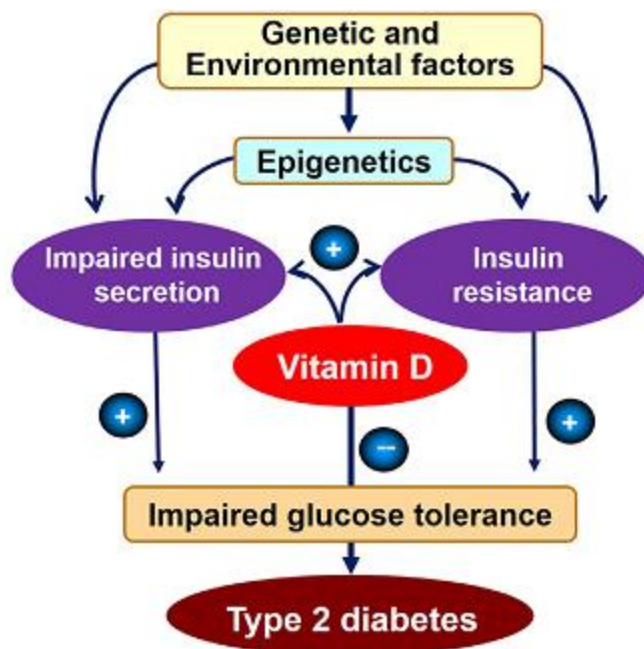 Genetic and
Environmental factors
Epigenetics
Impaired insulin
secretion
+
Insulin
resistance
Vitamin D
+
--
+
Impaired glucose tolerance
Type 2 diabetes